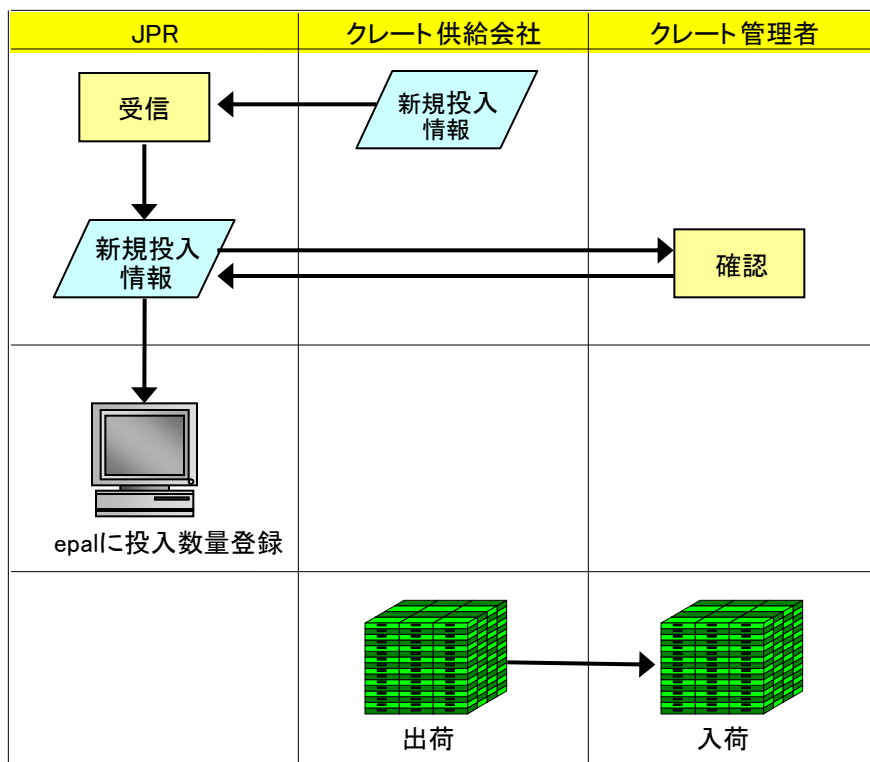 JPR
クレート供給会社
クレート管理者
受信
新規投入
情報
新規投入
情報
確認
epalに投入数量登録
出荷
入荷